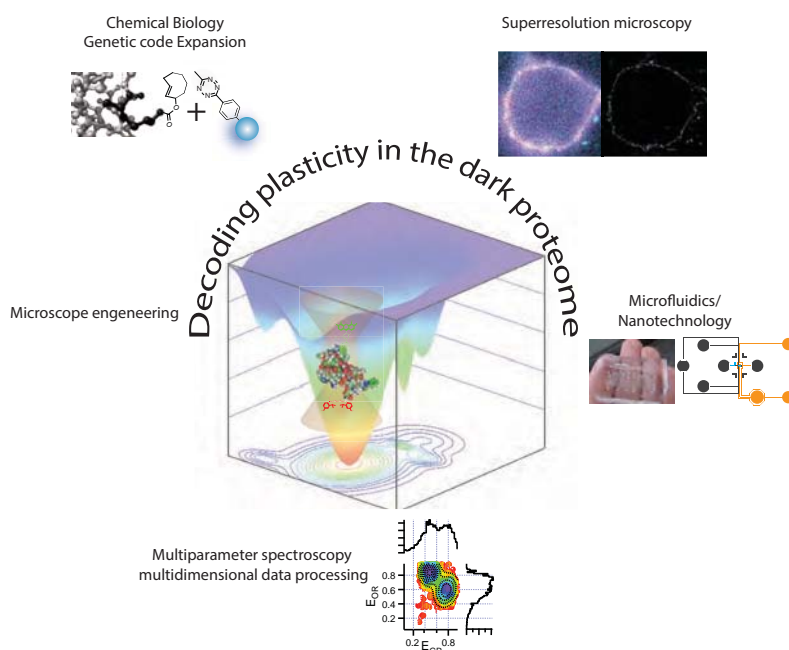 Chemical Biology
Genetic code Expansion
Superresolution microscopy
N N
N N
O
O
+
Decoding plasticity in the dark proteome
Microscope engeneering
Microfluidics/
Nanotechnology
Multiparameter spectroscopy
multidimensional data processing
E_OR
0.8
0.6
0.4
0.2
0.2 0.8